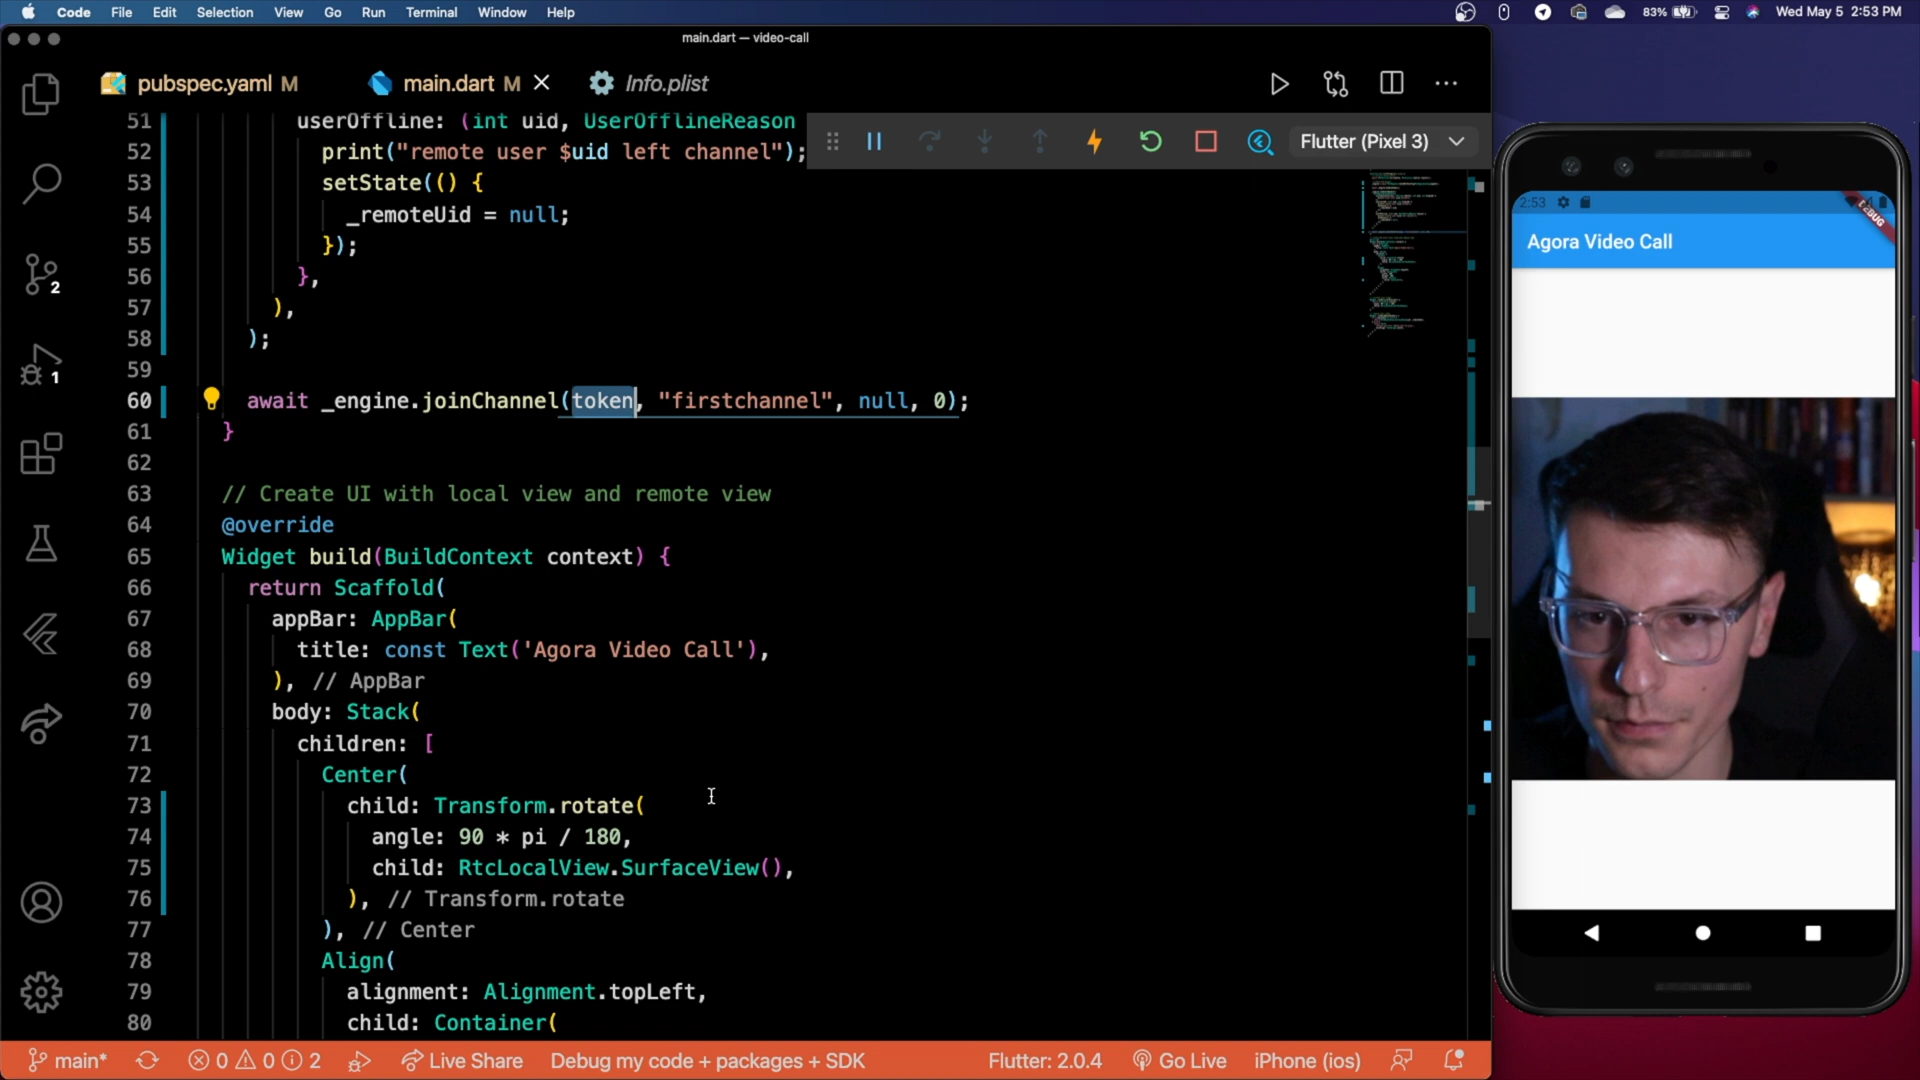 Code File Edit Selection View Go Run Terminal Window Help
83% Wed May 5 2:53 PM
main.dart — video-call
pubspec.yaml M main.dart M Info.plist
Flutter (Pixel 3)
51 userOffline: (int uid, UserOfflineReason
52 print("remote user $uid left channel");
53 setState(() {
54 _remoteUid = null;
55 });
56 },
57 ),
58 );
59
60 await _engine.joinChannel(token, "firstchannel", null, 0);
61 }
62
63 // Create UI with local view and remote view
64 @override
65 Widget build(BuildContext context) {
66 return Scaffold(
67 appBar: AppBar(
68 title: const Text('Agora Video Call'),
69 ), // AppBar
70 body: Stack(
71 children: [
72 Center(
73 child: Transform.rotate(
74 angle: 90 * pi / 180,
75 child: RtcLocalView.SurfaceView(),
76 ), // Transform.rotate
77 ), // Center
78 Align(
79 alignment: Alignment.topLeft,
80 child: Container(
2
1
main* 0 0 2 Live Share Debug my code + packages + SDK Flutter: 2.0.4 Go Live iPhone (ios)
2:53
DEBUG
Agora Video Call